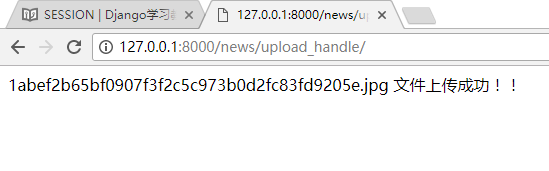 SESSION | Django学习
127.0.0.1:8000/news/up
127.0.0.1:8000/news/upload_handle/
1abef2b65bf0907f3f2c5c973b0d2fc83fd9205e.jpg 文件上传成功！！